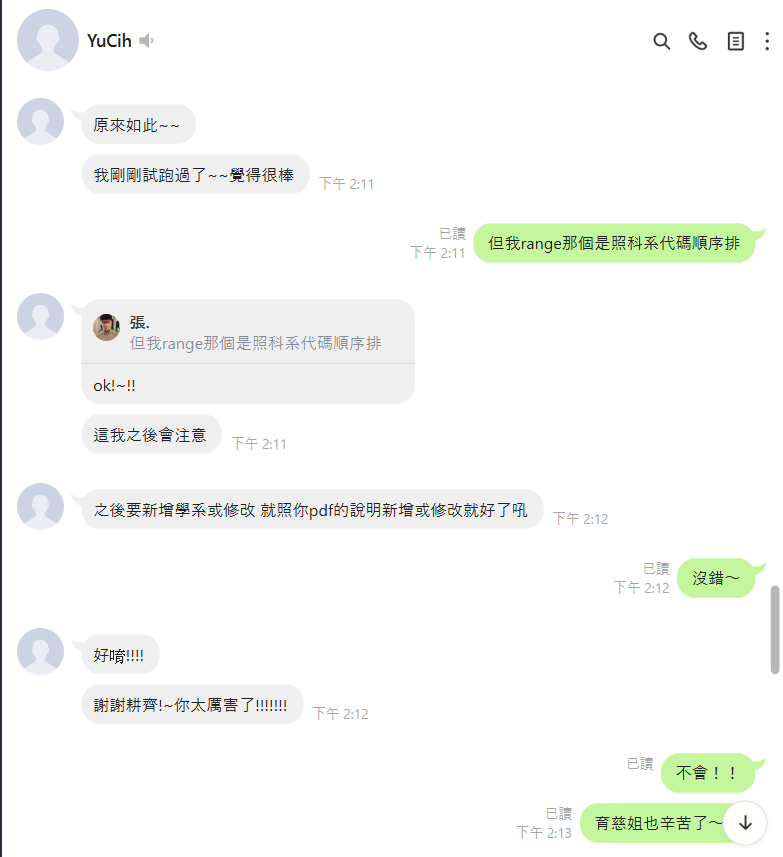 YuCih
原來如此~~
我剛剛試跑過了~~覺得很棒
下午 2:11
已讀
下午 2:11
但我range那個是照科系代碼順序排
張.
但我range那個是照科系代碼順序排
ok!~!!
這我之後會注意
下午 2:11
之後要新增學系或修改 就照你pdf的說明新增或修改就好了吼
下午 2:12
已讀
下午 2:12
沒錯～
好唷!!!!
謝謝耕齊!~你太厲害了!!!!!!!
下午 2:12
已讀
不會！！
已讀
下午 2:13
育慈姐也辛苦了～